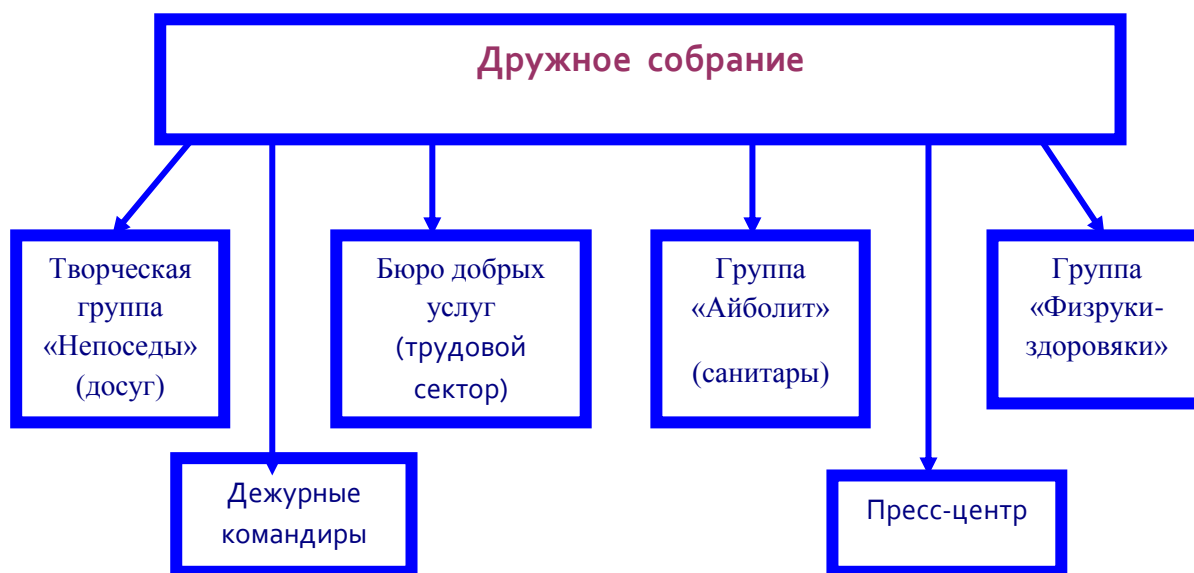 Дружное собрание
Творческая
группа
«Непоседы»
(досуг)
Бюро добрых
услуг
(трудовой
сектор)
Группа
«Айболит»
(санитары)
Группа
«Физруки-
здоровяки»
Дежурные
командиры
Пресс-центр